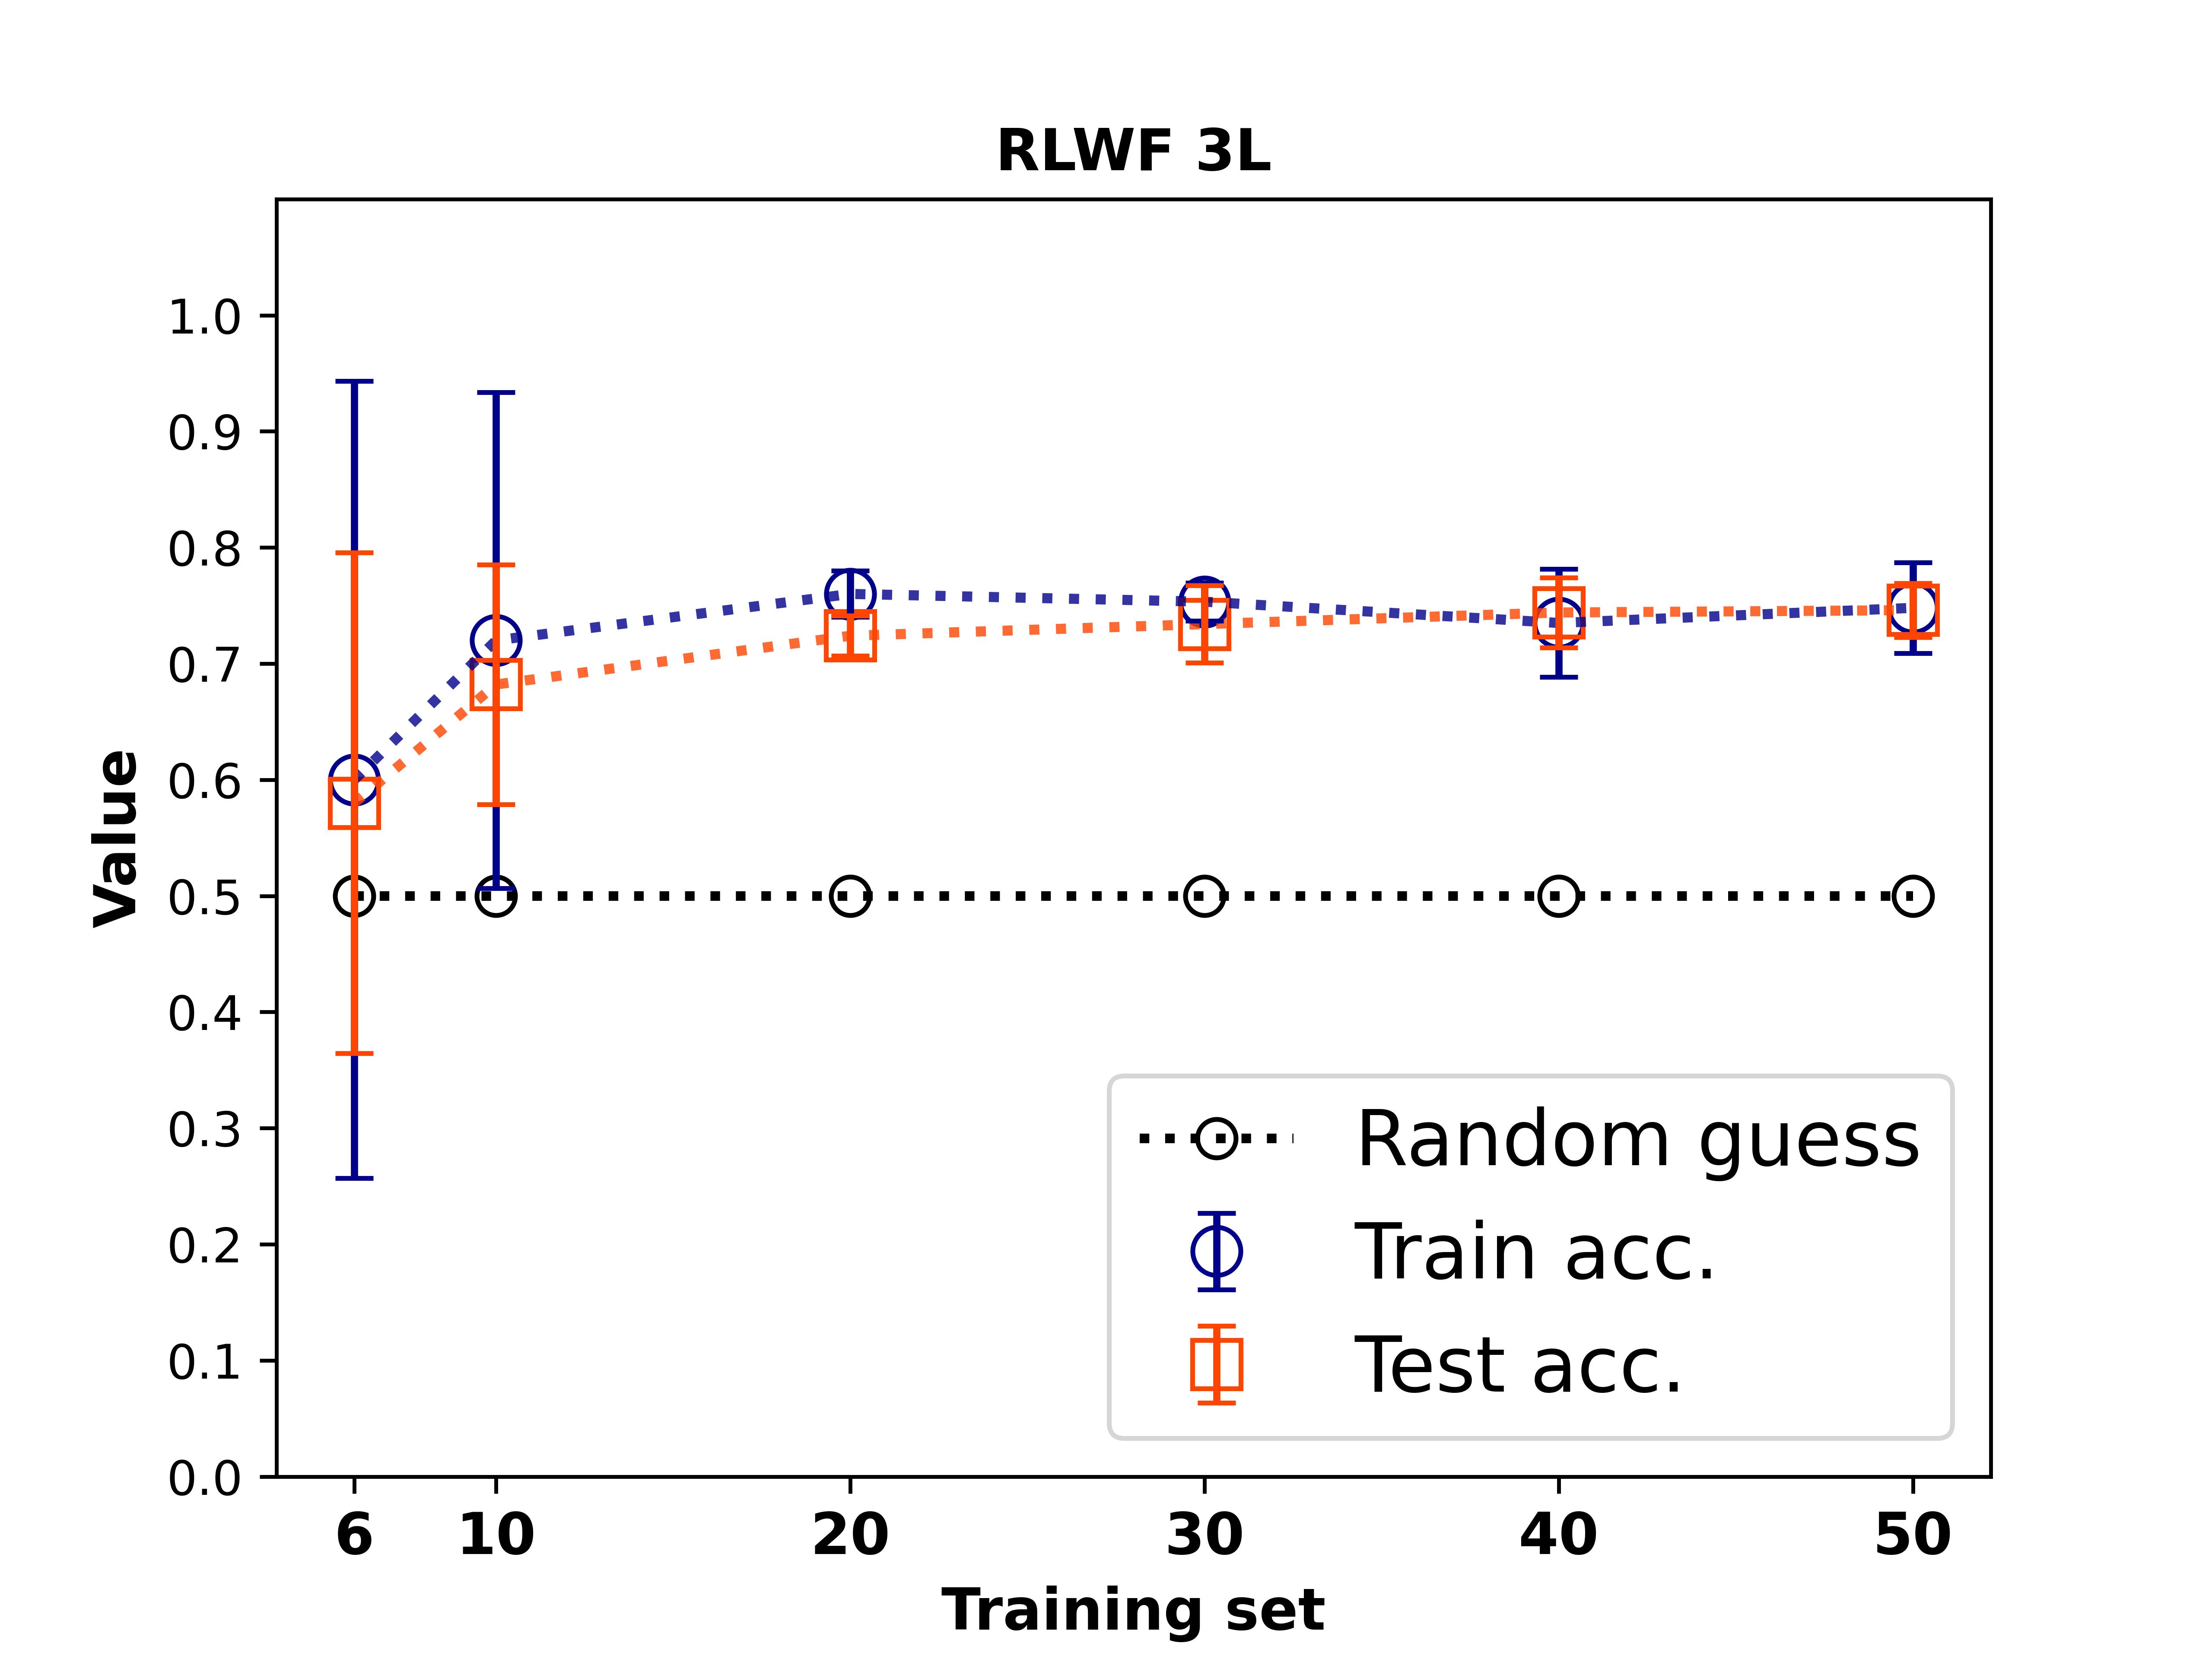 RLWF 3L
1.0
0.9
0.8
0.7
0.6
0.5
0.4
0.3
0.2
0.1
0.0
Value
Random guess
Train acc.
Test acc.
6 10 20 30 40 50
Training set